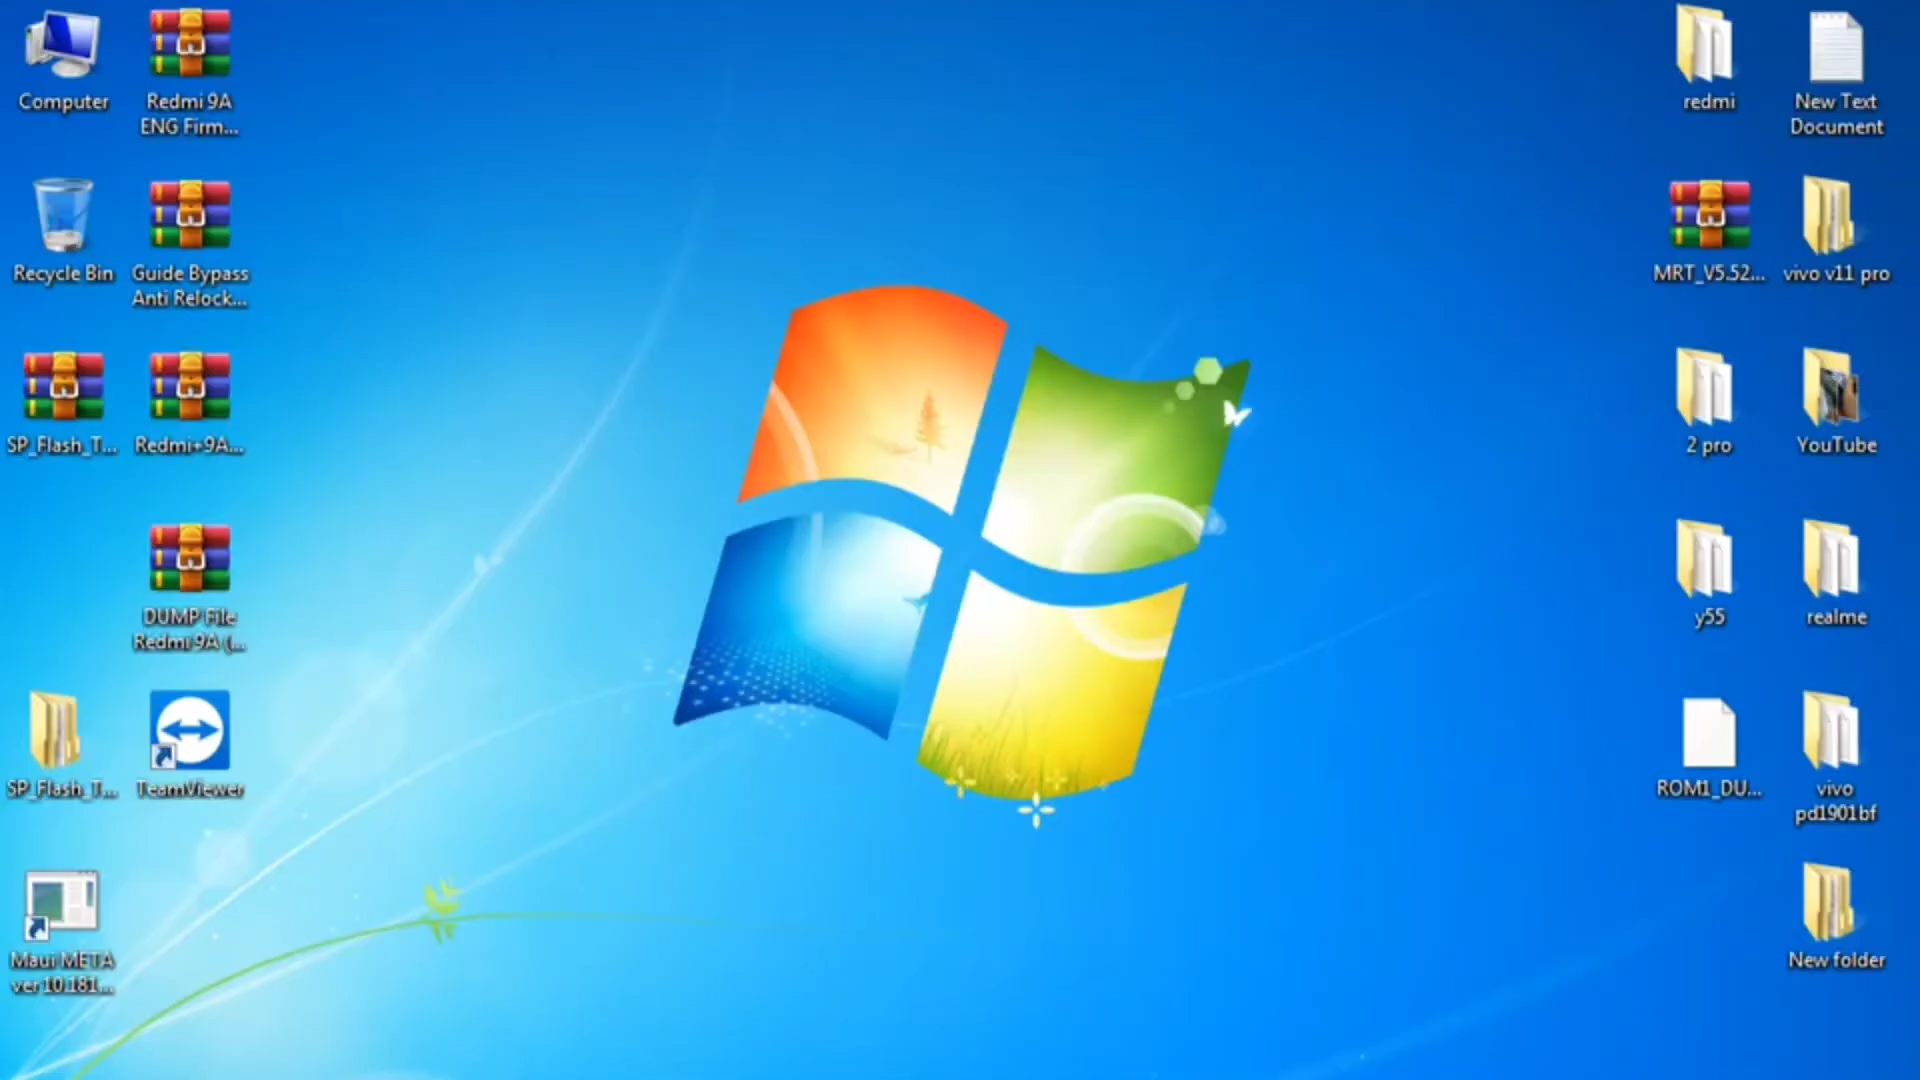 Computer
Redmi 9A
ENG Firm...
Recycle Bin
Guide Bypass
Anti Relock...
SP_Flash_T...
Redmi+9A...
DUMP File
Redmi 9A (...
SP_Flash_T...
TeamViewer
Maui META
ver 10.181...
redmi
New Text
Document
MRT_V5.52...
vivo v11 pro
2 pro
YouTube
y55
realme
ROM1_DU...
vivo
pd1901bf
New folder